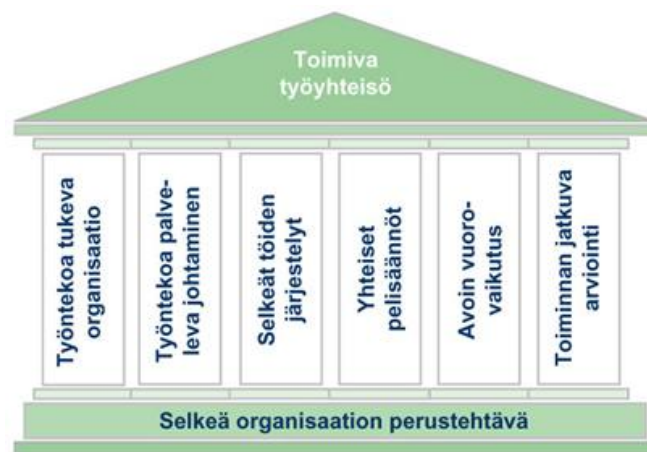 Toimiva
työyhteisö
Työntekoa tukeva
organisaatio
Työntekoa palve-
leva johtaminen
Selkeät töiden
järjestelyt
Yhteiset
pelisäännöt
Avoin vuoro-
vaikutus
Toiminnan jatkuva
arviointi
Selkeä organisaation perustehtävä